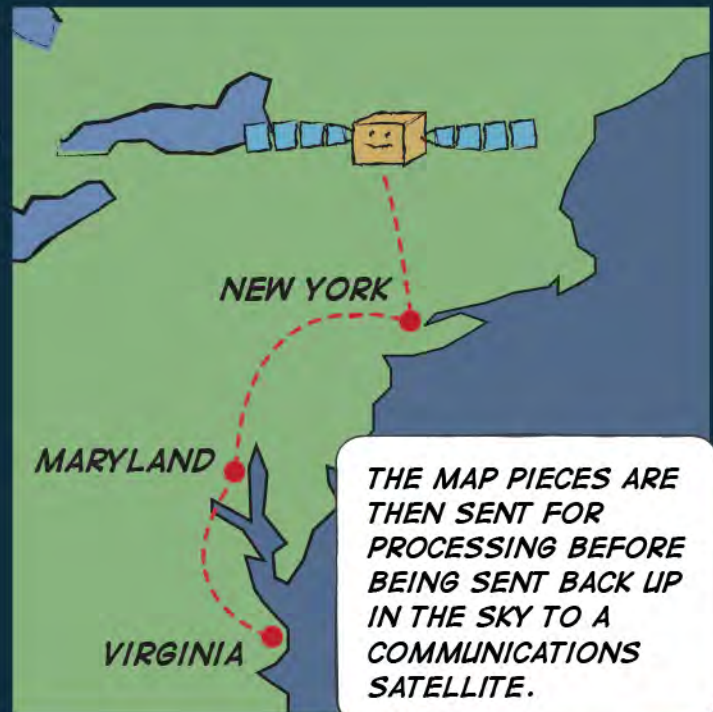 NEW YORK
MARYLAND
VIRGINIA
THE MAP PIECES ARE
THEN SENT FOR
PROCESSING BEFORE
BEING SENT BACK UP
IN THE SKY TO A
COMMUNICATIONS
SATELLITE.